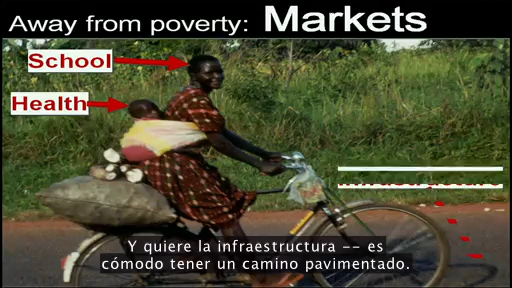 Away from poverty: Markets
School
Health
Y quiere la infraestructura –– es
cómodo tener un camino pavimentado.